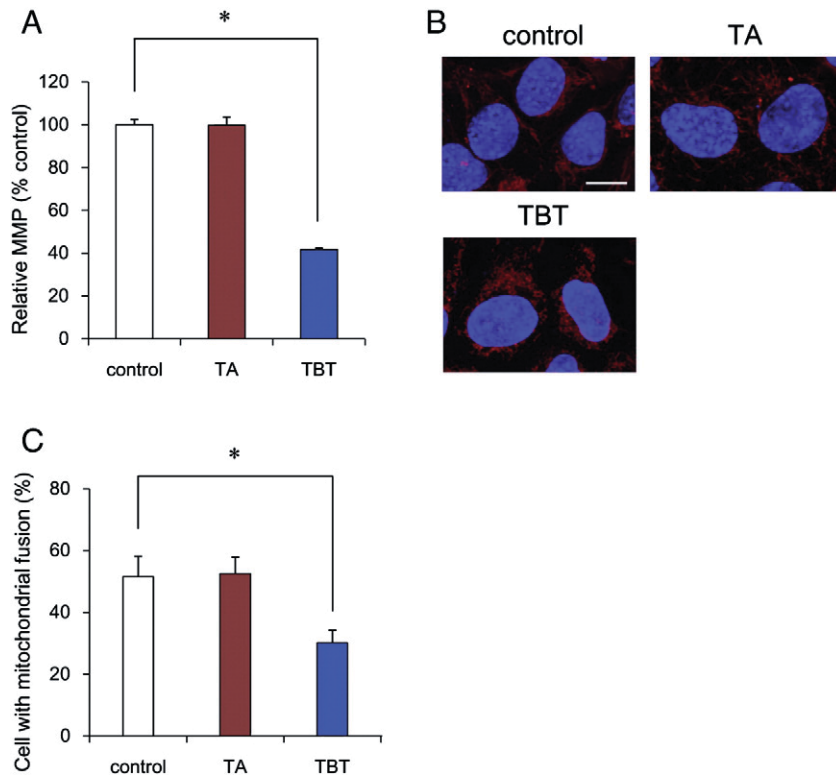 A
*
Relative MMP (% control)
120
100
80
60
40
20
0
control TA TBT
B
control TA
TBT
C
*
Cell with mitochondrial fusion (%)
80
60
40
20
0
control TA TBT